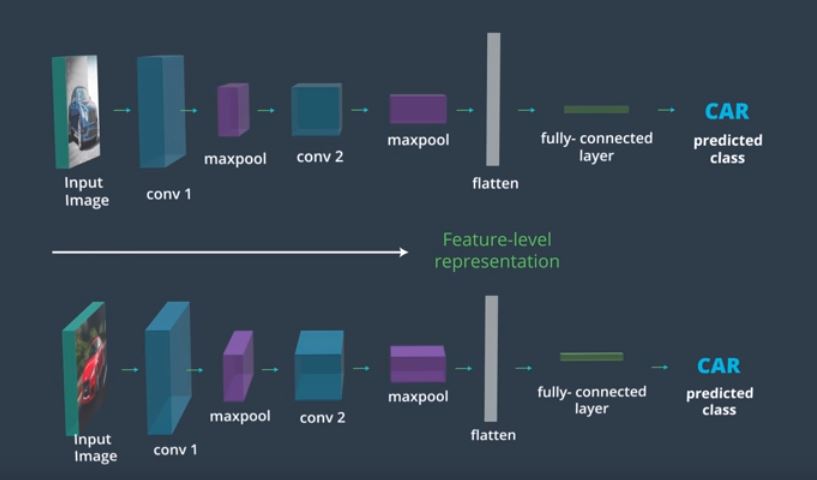 Input
Image
conv 1
maxpool
conv 2
maxpool
flatten
fully- connected
layer
CAR
predicted
class
Feature-level
representation
Input
Image
conv 1
maxpool
conv 2
maxpool
flatten
fully- connected
layer
CAR
predicted
class